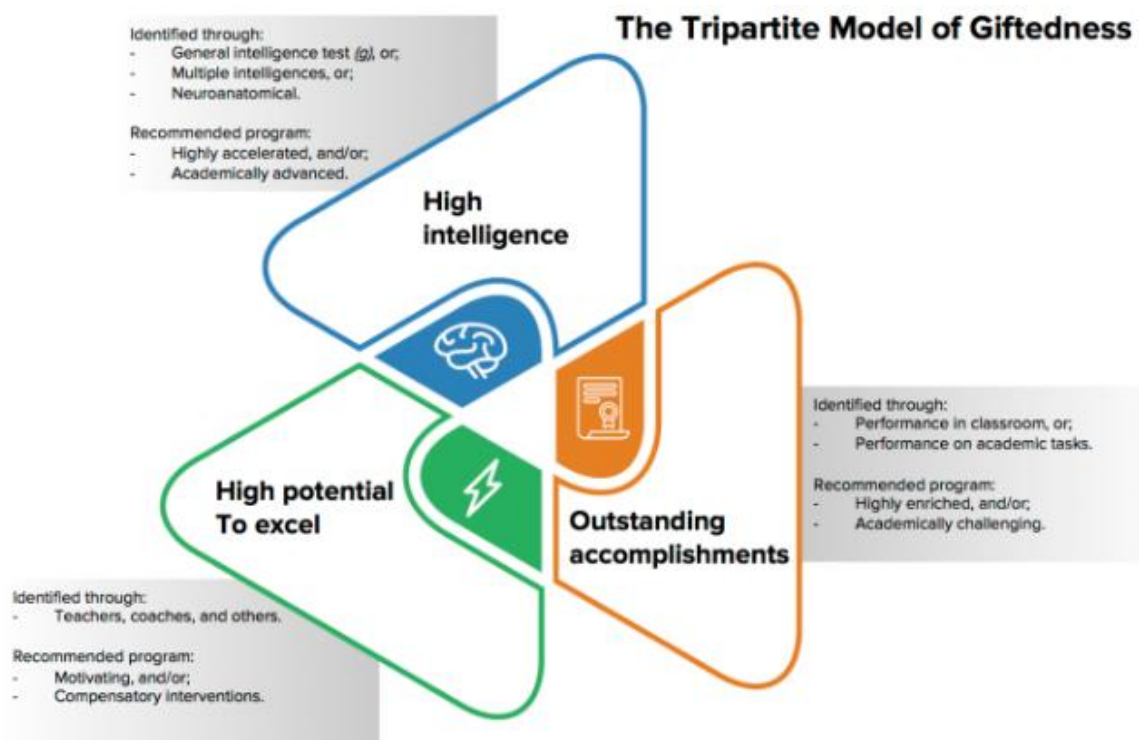 The Tripartite Model of Giftedness
Identified through:
- General intelligence test (g), or;
- Multiple intelligences, or;
- Neuroanatomical.
Recommended program:
- Highly accelerated, and/or;
- Academically advanced.
High
intelligence
Identified through:
- Performance in classroom, or;
- Performance on academic tasks.
Recommended program:
- Highly enriched, and/or;
- Academically challenging.
High potential
To excel
Outstanding
accomplishments
Identified through:
- Teachers, coaches, and others.
Recommended program:
- Motivating, and/or;
- Compensatory interventions.